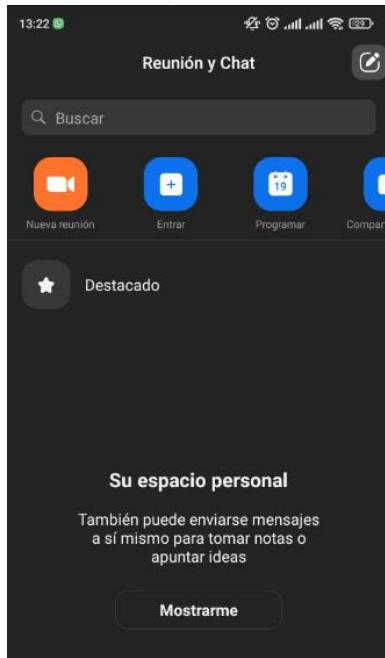 13:22
29
Reunión y Chat
Buscar
19
Nueva reunión Entrar Programar Compar
Destacado
Su espacio personal
También puede enviarse mensajes
a sí mismo para tomar notas o
apuntar ideas
Mostrarme